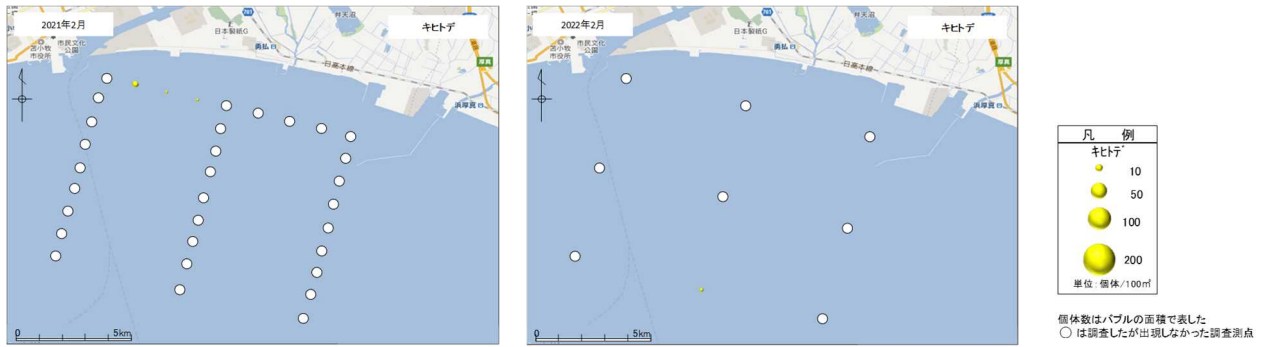 2021年2月
キヒトデ
781
弁天沼
日本製紙G
苫小牧
市役所
市民文化
公園
勇払
日高本線
厚真
浜厚真
0
5km
2022年2月
キヒトデ
781
弁天沼
日本製紙G
苫小牧
市役所
市民文化
公園
勇払
日高本線
厚真
浜厚真
0
5km
凡 例
キヒトデ
10
50
100
200
単位：個体/100㎡
個体数はバブルの面積で表した
○ は調査したが出現しなかった調査測点